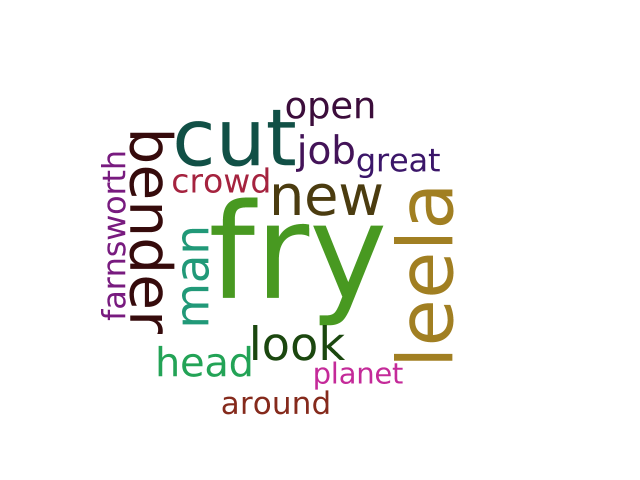 open
cut
job
great
bender
farnsworth
crowd
new
fry
leela
man
look
head
planet
around